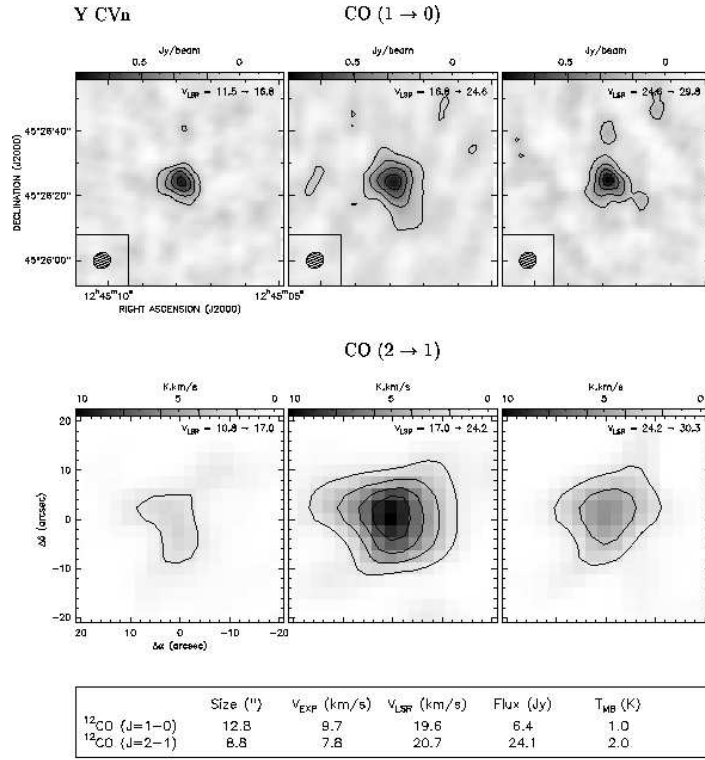 Y CVn CO (1 → 0)
Jy/beam Jy/beam Jy/beam
0.5 0 0.5 0 0.5 0
V_LSR = 11.5 → 16.8 V_LSR = 16.8 → 24.6 V_LSR = 24.6 → 29.8
45°26'40"
45°26'20"
45°26'00"
DECLINATION (J2000)
12ʰ45ᵐ10ˢ 12ʰ45ᵐ05ˢ
RIGHT ASCENSION (J2000)
CO (2 → 1)
K.km/s K.km/s K.km/s
10 5 0 10 5 0 10 5 0
V_LSR = 10.8 → 17.0 V_LSR = 17.0 → 24.2 V_LSR = 24.2 → 30.3
20
10
0
-10
-20
Δδ (arcsec)
20 10 0 -10 -20
Δα (arcsec)
Size (") V_EXP (km/s) V_LSR (km/s) Flux (Jy) T_MB (K)
¹²CO (J=1-0) 12.8 9.7 19.6 6.4 1.0
¹²CO (J=2-1) 8.8 7.8 20.7 24.1 2.0